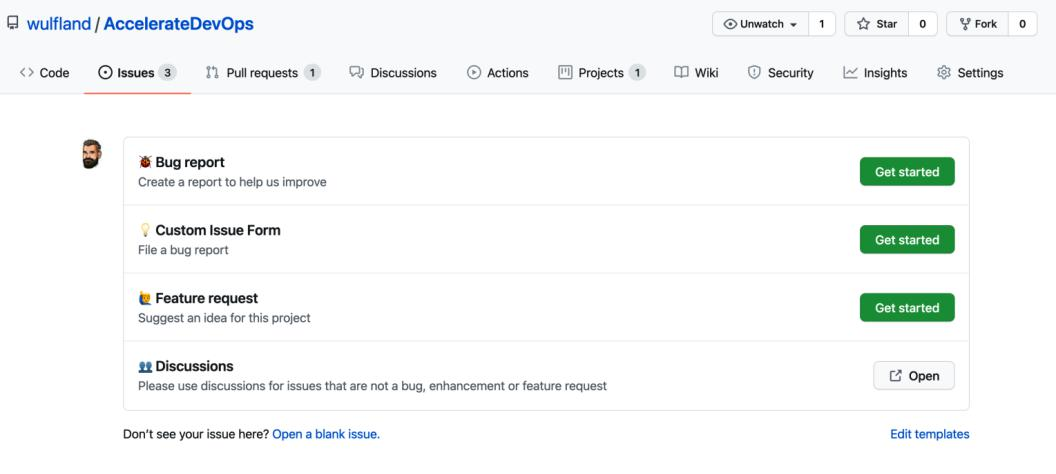 wulfland / AccelerateDevOps
Unwatch 1 Star 0 Fork 0
Code Issues 3 Pull requests 1 Discussions Actions Projects 1 Wiki Security Insights Settings
Bug report
Create a report to help us improve
Get started
Custom Issue Form
File a bug report
Get started
Feature request
Suggest an idea for this project
Get started
Discussions
Please use discussions for issues that are not a bug, enhancement or feature request
Open
Don't see your issue here? Open a blank issue.
Edit templates